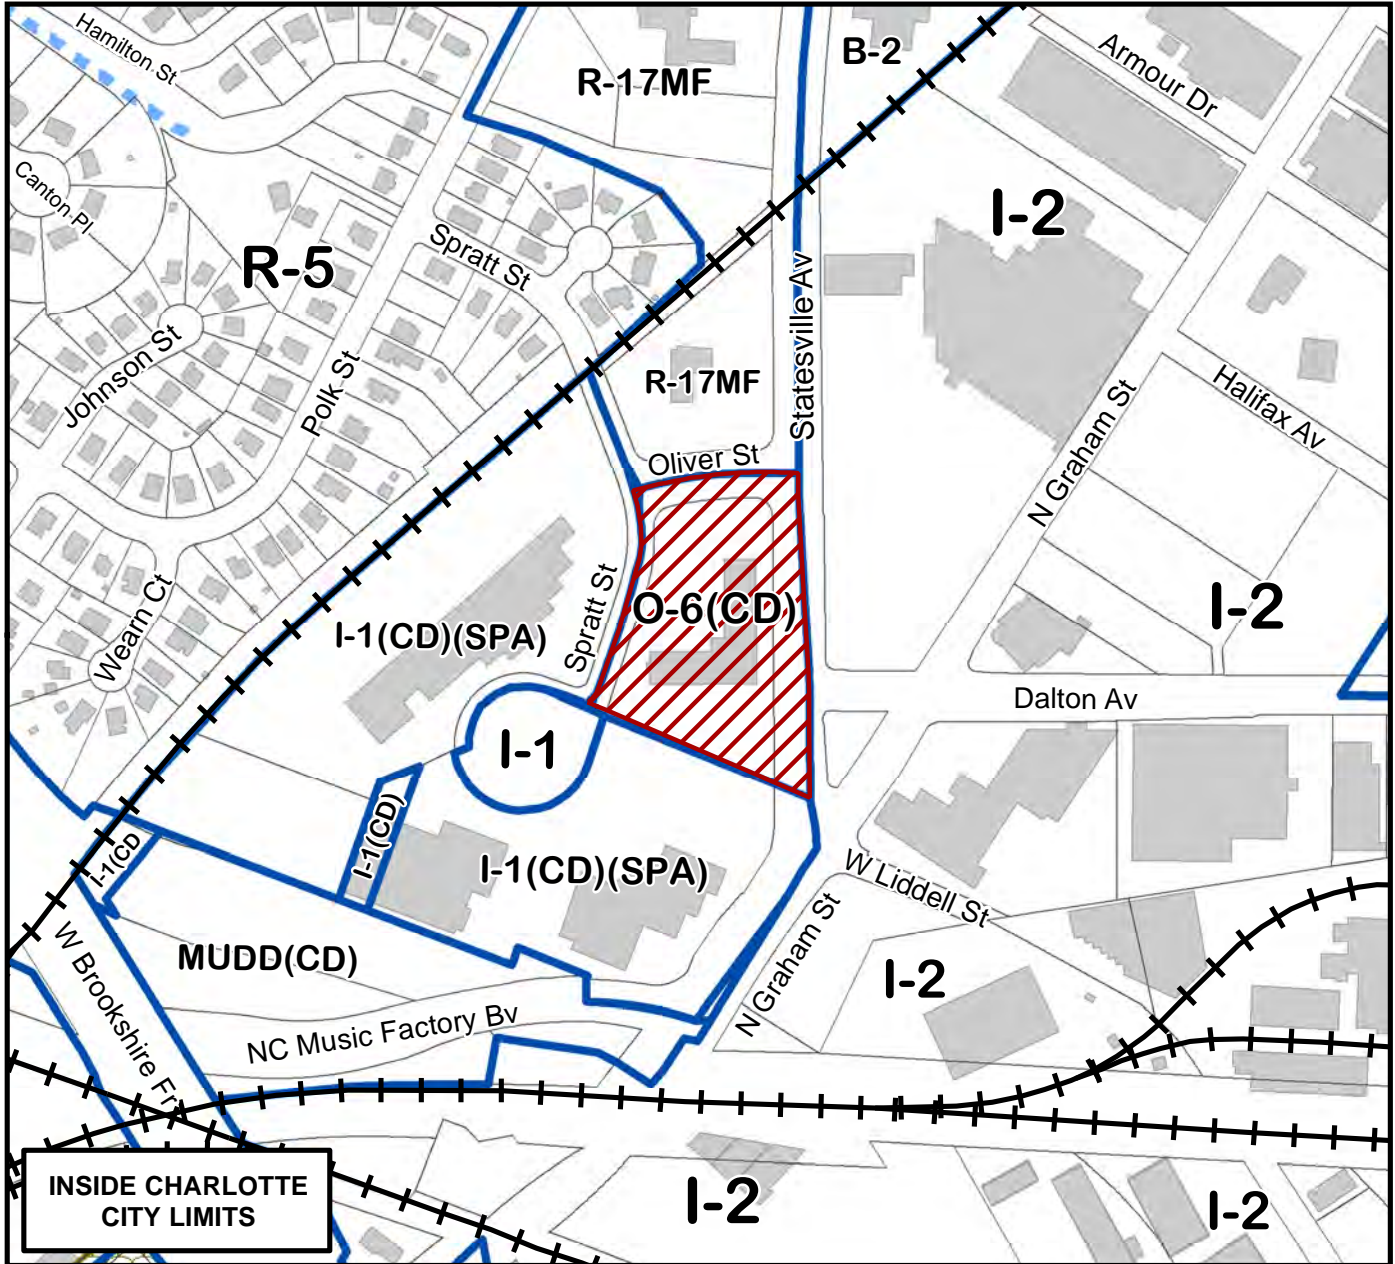 Hamilton St
R-17MF
B-2
Armour Dr
Canton Pl
I-2
Spratt St
R-5
Statesville Av
Johnson St
Polk St
R-17MF
Halifax Av
N Graham St
Oliver St
Wearn Ct
I-1(CD)(SPA)
Spratt St
O-6(CD)
I-2
Dalton Av
I-1
I-1(CD)
I-1(CD
I-1(CD)(SPA)
W Liddell St
MUDD(CD)
W Brookshire Fr
N Graham St
I-2
NC Music Factory Bv
INSIDE CHARLOTTE
CITY LIMITS
I-2
I-2